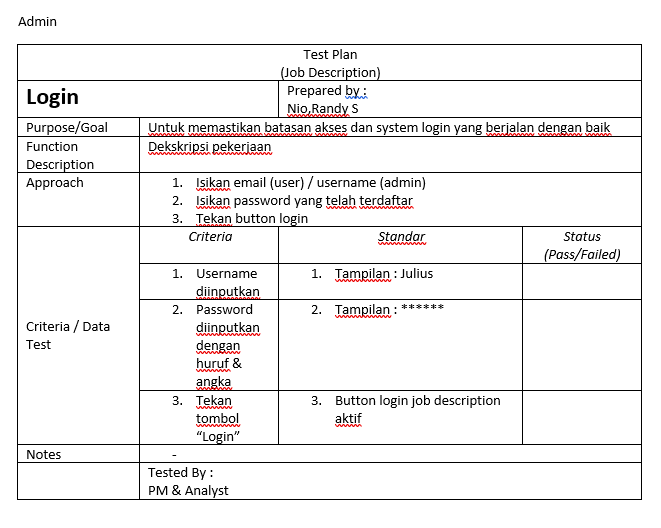 Admin
Test Plan
(Job Description)
Login
Prepared by :
Nio,Randy S
Purpose/Goal
Untuk memastikan batasan akses dan system login yang berjalan dengan baik
Function
Description
Dekskripsi pekerjaan
Approach
1. Isikan email (user) / username (admin)
2. Isikan password yang telah terdaftar
3. Tekan button login
Criteria / Data
Test
Criteria
Standar
Status
(Pass/Failed)
1. Username
diinputkan
1. Tampilan : Julius
2. Password
diinputkan
dengan
huruf &
angka
2. Tampilan : ******
3. Tekan
tombol
“Login”
3. Button login job description
aktif
Notes
-
Tested By :
PM & Analyst